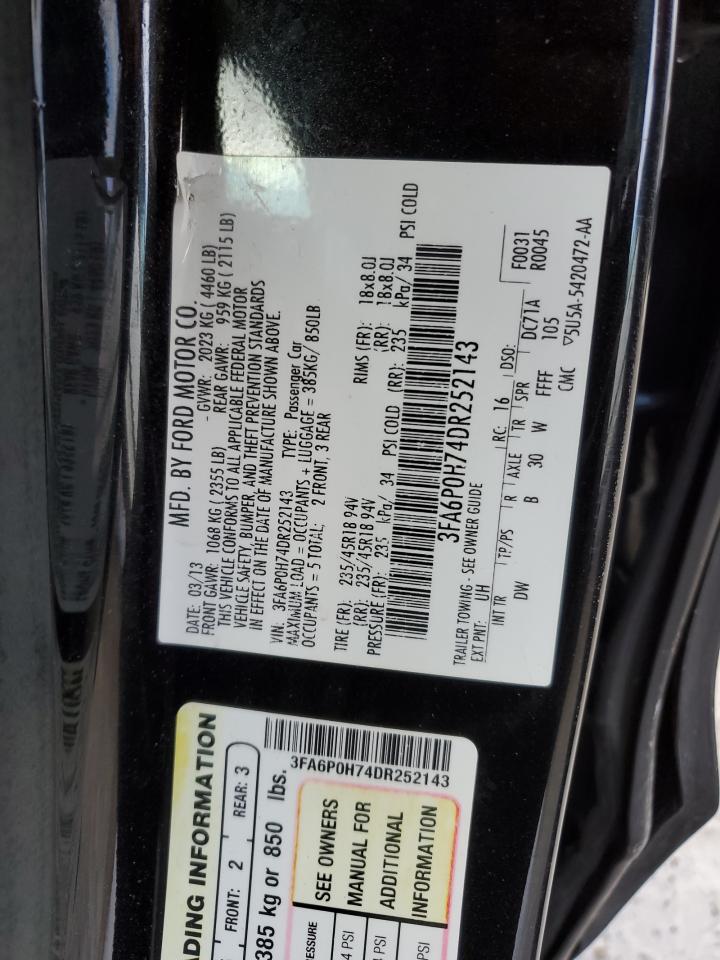 MFD. BY FORD MOTOR CO.
DATE: 03/13 - GVWR: 2023 KG ( 4460 LB)
FRONT GAWR: 1068 KG ( 2355 LB) REAR GAWR: 959 KG ( 2115 LB)
THIS VEHICLE CONFORMS TO ALL APPLICABLE FEDERAL MOTOR
VEHICLE SAFETY, BUMPER, AND THEFT PREVENTION STANDARDS
IN EFFECT ON THE DATE OF MANUFACTURE SHOWN ABOVE.
VIN: 3FA6P0H74DR252143 TYPE: Passenger Car
MAXIMUM LOAD = OCCUPANTS + LUGGAGE = 385KG/ 850LB
OCCUPANTS = 5 TOTAL; 2 FRONT, 3 REAR
TIRE (FR): 235/45R18 94V RIMS (FR): 18x8.0J
(RR): 235/45R18 94V (RR): 18x8.0J
PRESSURE (FR): 235 kPa/ 34 PSI COLD (RR): 235 kPa/ 34 PSI COLD
3FA6P0H74DR252143
TRAILER TOWING - SEE OWNER GUIDE
EXT PNT: UH RC: 16 DSO: DC71A F0031
R0045
INT TR TP/PS R AXLE TR SPR
DW B 30 W FFFF 105
CMC ▽5U5A-5420472-AA
ADING INFORMATION
FRONT: 2 REAR: 3
385 kg or 850 lbs.
3FA6P0H74DR252143
RESSURE SEE OWNERS
4 PSI MANUAL FOR
4 PSI ADDITIONAL
PSI INFORMATION